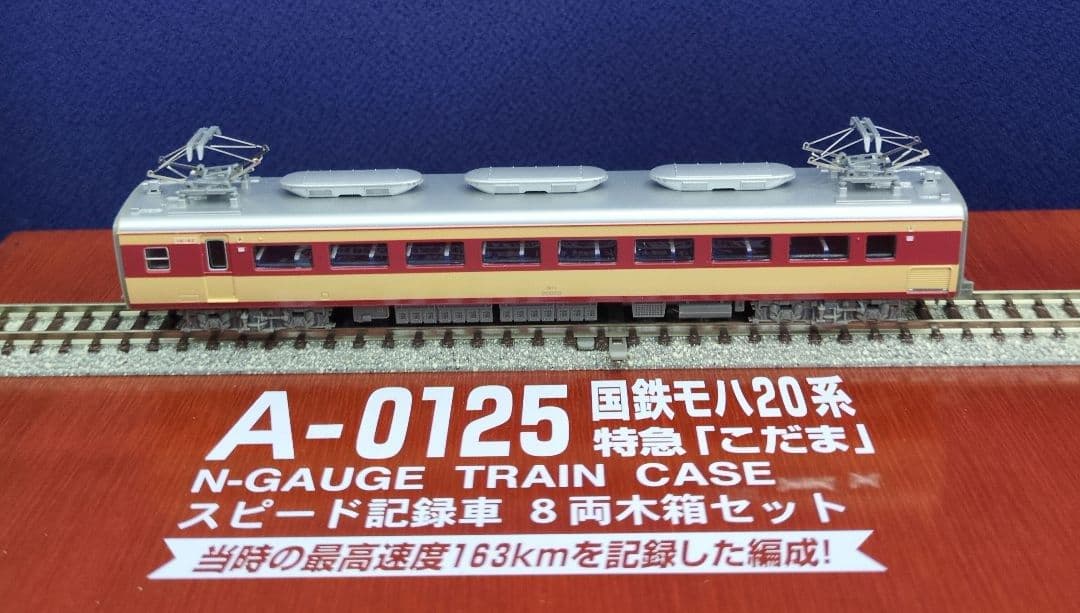 A-0125
国鉄モハ20系
特急「こだま」
N-GAUGE TRAIN CASE
スピード記録車 8両木箱セット
当時の最高速度163kmを記録した編成!